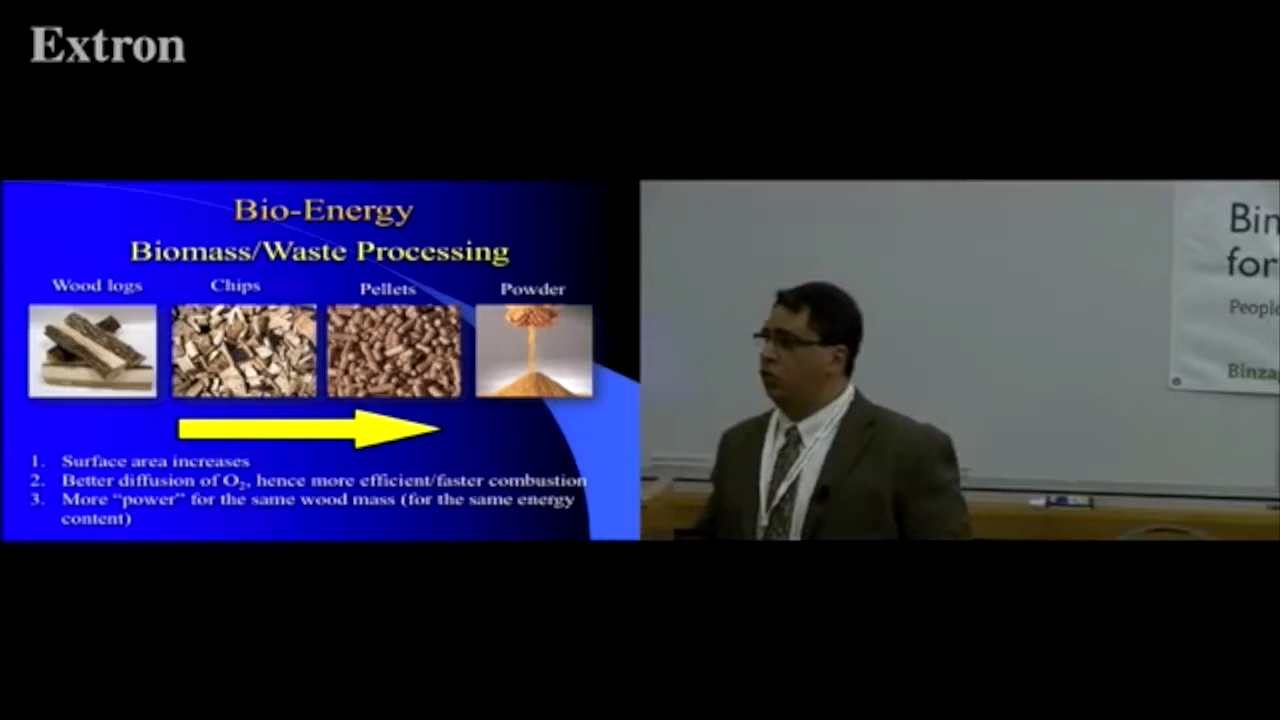 Extron
Bio-Energy
Biomass/Waste Processing
Wood logs
Chips
Pellets
Powder
1. Surface area increases
2. Better diffusion of O2, hence more efficient/faster combustion
3. More “power” for the same wood mass (for the same energy
content)
Bin
for
People
Binza